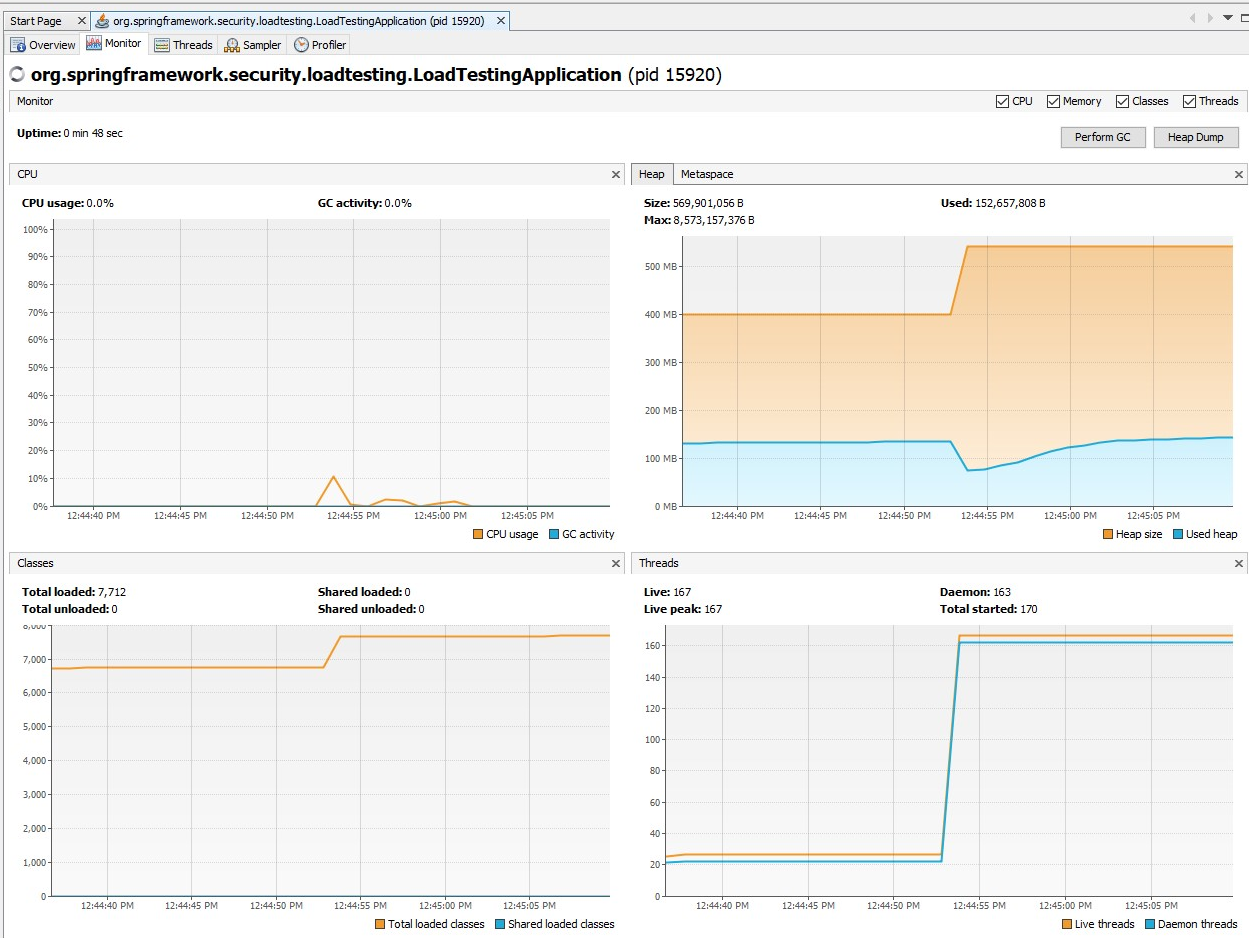 Start Page
org.springframework.security.loadtesting.LoadTestingApplication (pid 15920)
Overview Monitor Threads Sampler Profiler
org.springframework.security.loadtesting.LoadTestingApplication (pid 15920)
Monitor
CPU Memory Classes Threads
Uptime: 0 min 48 sec
Perform GC Heap Dump
CPU
CPU usage: 0.0% GC activity: 0.0%
100%
90%
80%
70%
60%
50%
40%
30%
20%
10%
0%
12:44:40 PM 12:44:45 PM 12:44:50 PM 12:44:55 PM 12:45:00 PM 12:45:05 PM
CPU usage GC activity
Heap Metaspace
Size: 569,901,056 B Used: 152,657,808 B
Max: 8,573,157,376 B
500 MB
400 MB
300 MB
200 MB
100 MB
0 MB
12:44:40 PM 12:44:45 PM 12:44:50 PM 12:44:55 PM 12:45:00 PM 12:45:05 PM
Heap size Used heap
Classes
Total loaded: 7,712 Shared loaded: 0
Total unloaded: 0 Shared unloaded: 0
8,000
7,000
6,000
5,000
4,000
3,000
2,000
1,000
0
12:44:40 PM 12:44:45 PM 12:44:50 PM 12:44:55 PM 12:45:00 PM 12:45:05 PM
Total loaded classes Shared loaded classes
Threads
Live: 167 Daemon: 163
Live peak: 167 Total started: 170
160
140
120
100
80
60
40
20
0
12:44:40 PM 12:44:45 PM 12:44:50 PM 12:44:55 PM 12:45:00 PM 12:45:05 PM
Live threads Daemon threads